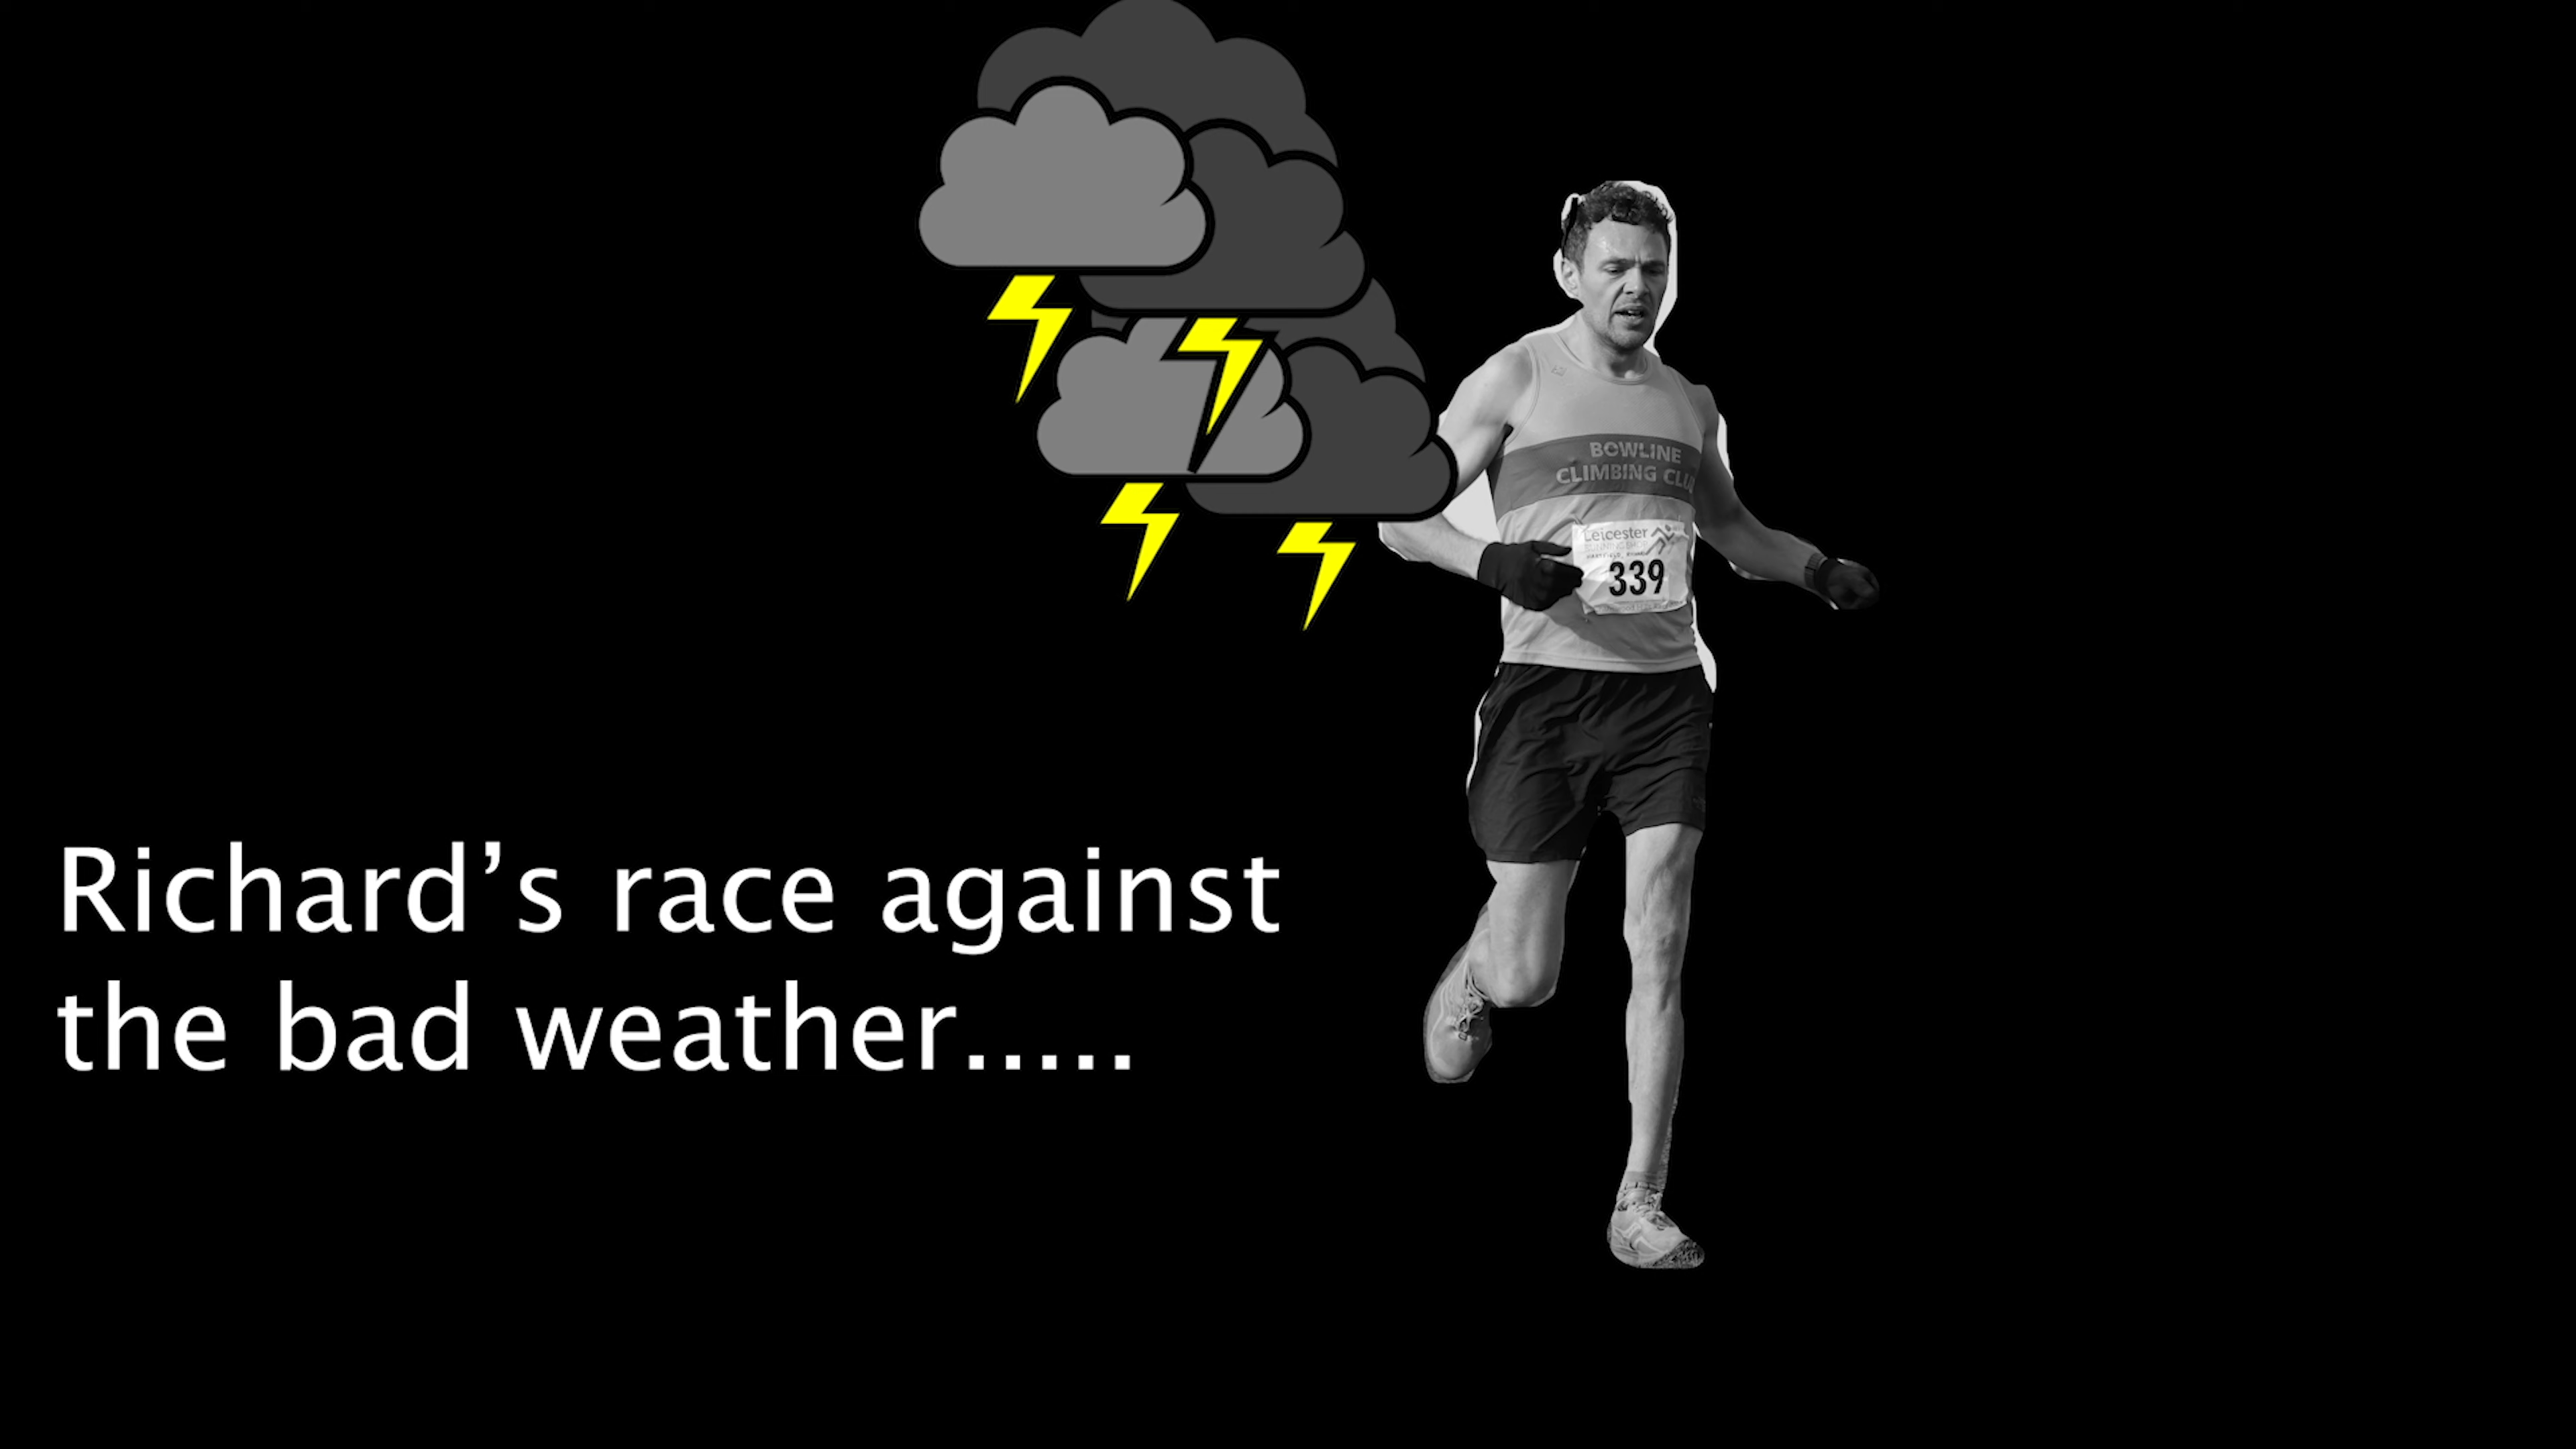 BOWLINE
CLIMBING CLU
Leicester
339
Richard’s race against
the bad weather.....